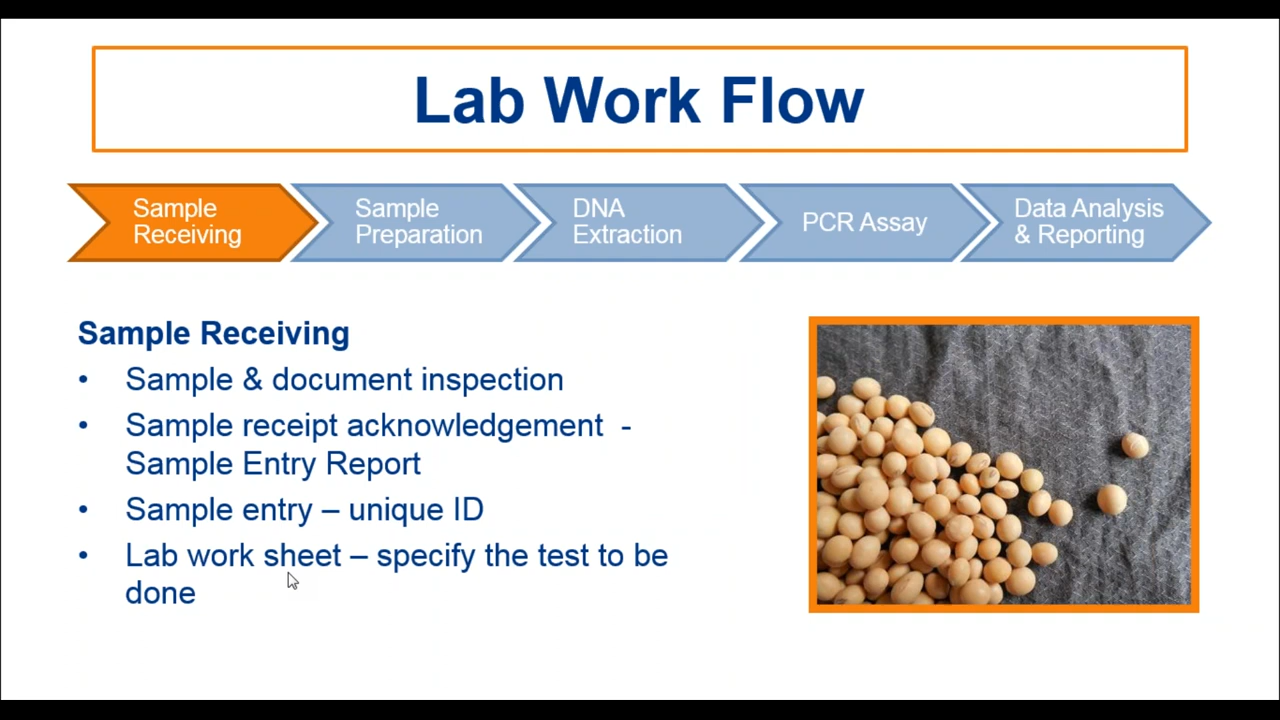 Lab Work Flow
Sample
Receiving
Sample
Preparation
DNA
Extraction
PCR Assay
Data Analysis
& Reporting
Sample Receiving
• Sample & document inspection
• Sample receipt acknowledgement  -
Sample Entry Report
• Sample entry – unique ID
• Lab work sheet – specify the test to be
done